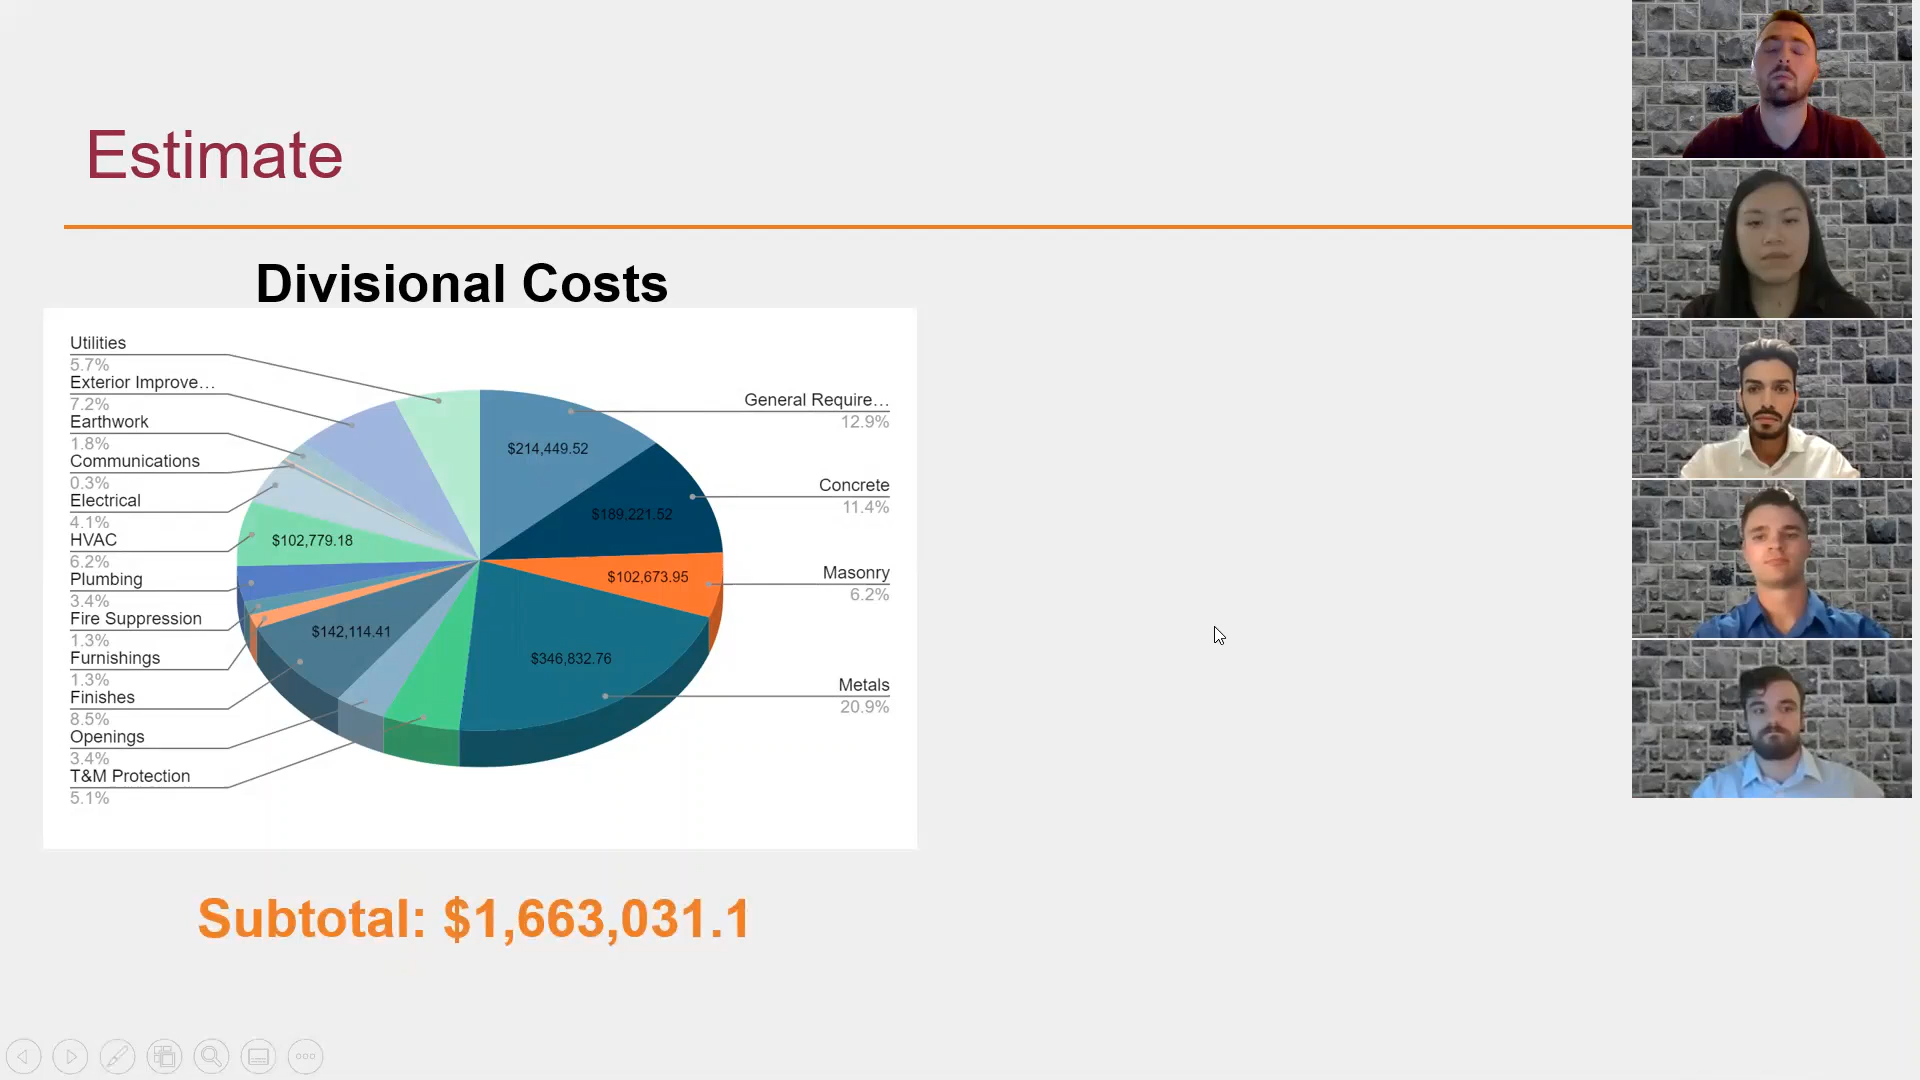 Estimate
Divisional Costs
Utilities
5.7%
Exterior Improve…
7.2%
Earthwork
1.8%
Communications
0.3%
Electrical
4.1%
HVAC
6.2%
Plumbing
3.4%
Fire Suppression
1.3%
Furnishings
1.3%
Finishes
8.5%
Openings
3.4%
T&M Protection
5.1%
General Require…
12.9%
Concrete
11.4%
Masonry
6.2%
Metals
20.9%
$214,449.52
$189,221.52
$102,673.95
$346,832.76
$142,114.41
$102,779.18
Subtotal: $1,663,031.1